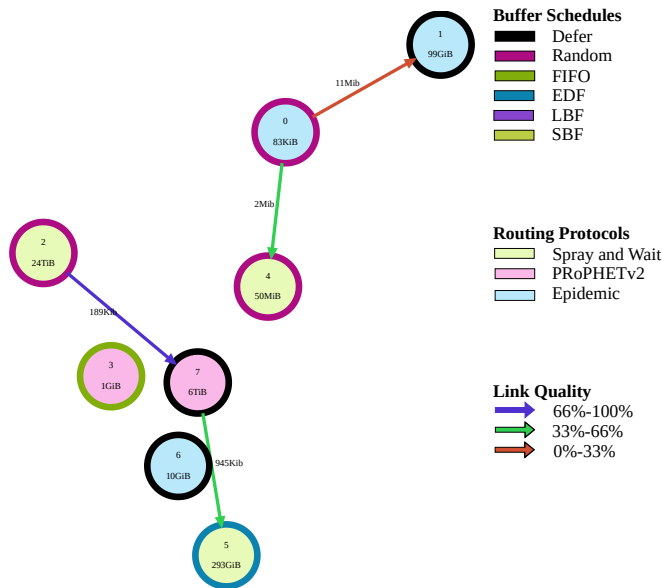 1
99GiB
11Mib
0
83KiB
2Mib
2
24TiB
4
50MiB
189Kib
3
1GiB
7
6TiB
6
10GiB
945Kib
5
293GiB
Buffer Schedules
Defer
Random
FIFO
EDF
LBF
SBF
Routing Protocols
Spray and Wait
PRoPHETv2
Epidemic
Link Quality
66%-100%
33%-66%
0%-33%